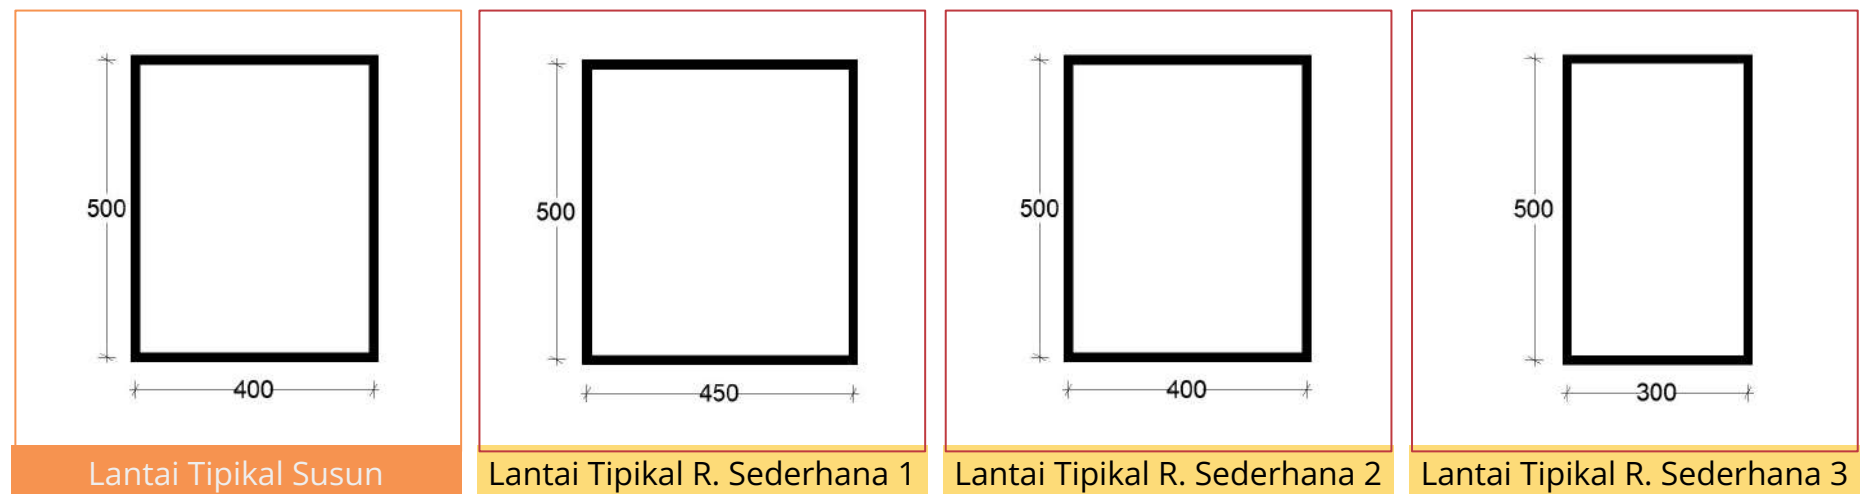 500
400
Lantai Tipikal Susun
500
450
Lantai Tipikal R. Sederhana 1
500
400
Lantai Tipikal R. Sederhana 2
500
300
Lantai Tipikal R. Sederhana 3